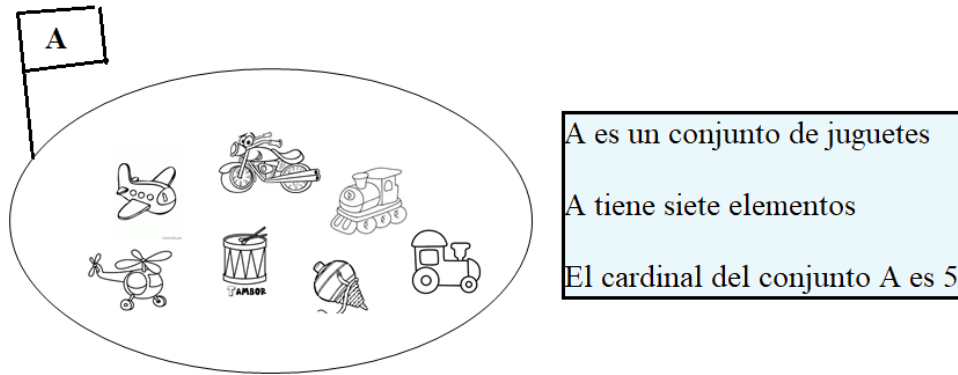 A
A es un conjunto de juguetes
A tiene siete elementos
TAMBOR
El cardinal del conjunto A es 5